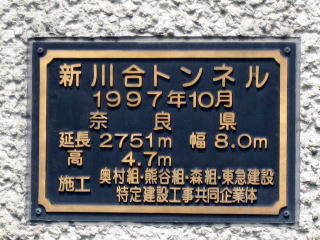 新川合トンネル
1997年10月
奈良県
延長 2751m 幅 8.0m
高 4.7m
施工 奥村組・熊谷組・森組・東急建設
特定建設工事共同企業体